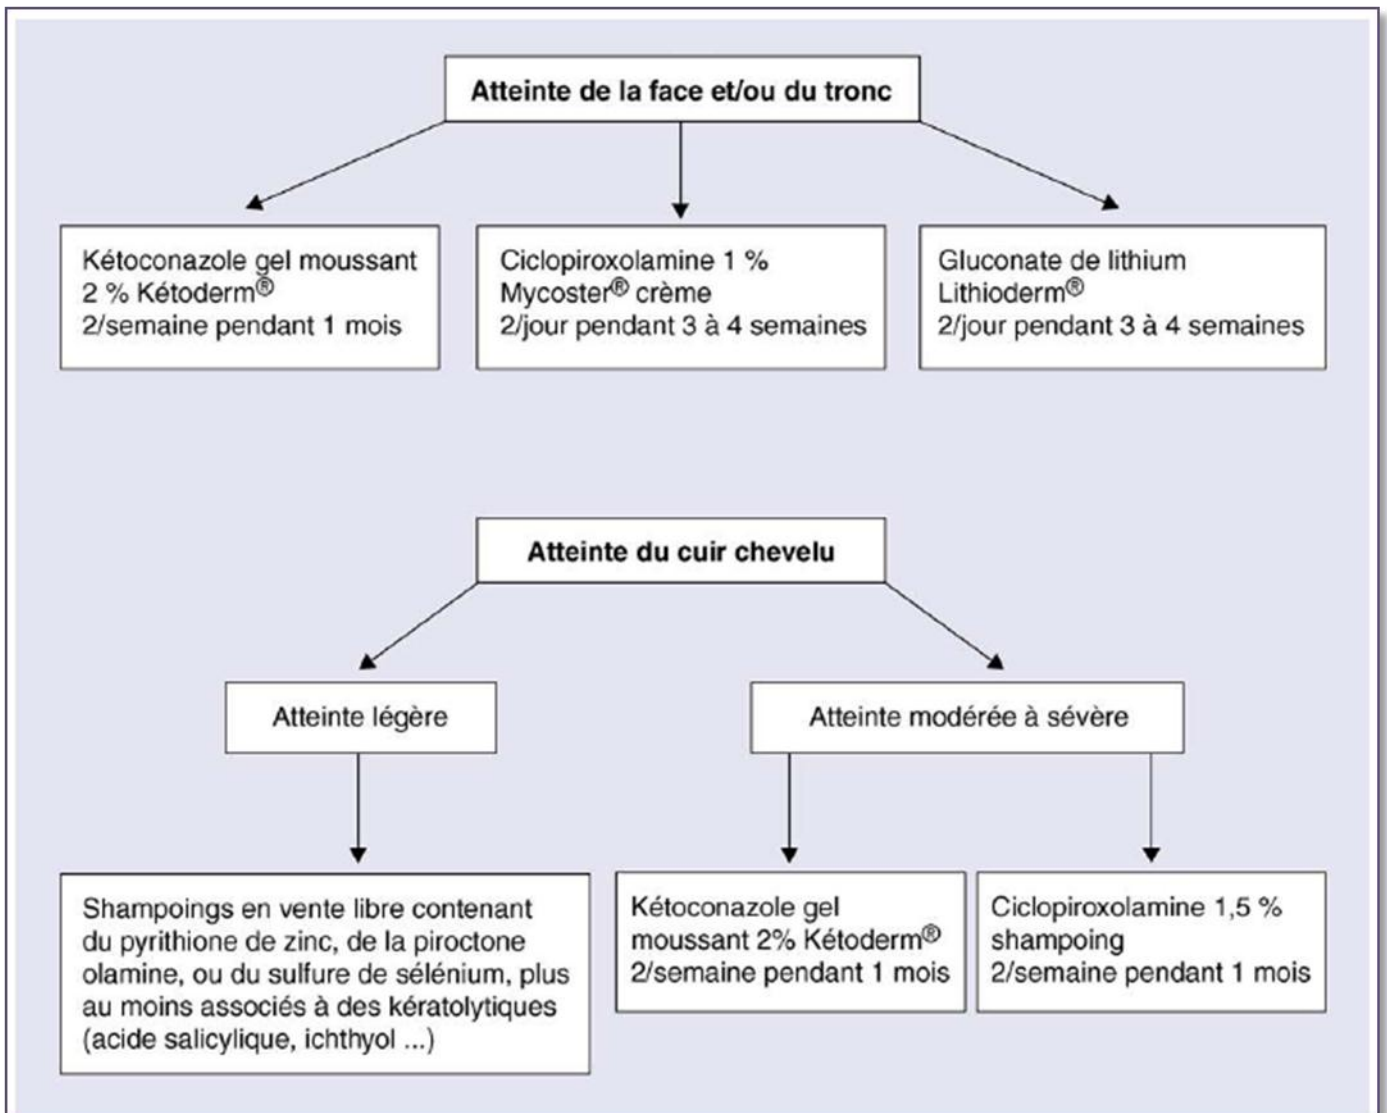 Atteinte de la face et/ou du tronc
Kétoconazole gel moussant
2 % Kétoderm®
2/semaine pendant 1 mois
Ciclopiroxolamine 1 %
Mycoster® crème
2/jour pendant 3 à 4 semaines
Gluconate de lithium
Lithioderm®
2/jour pendant 3 à 4 semaines
Atteinte du cuir chevelu
Atteinte légère
Atteinte modérée à sévère
Shampoings en vente libre contenant
du pyrithione de zinc, de la piroctone
olamine, ou du sulfure de sélénium, plus
au moins associés à des kératolytiques
(acide salicylique, ichthyol ...)
Kétoconazole gel
moussant 2% Kétoderm®
2/semaine pendant 1 mois
Ciclopiroxolamine 1,5 %
shampoing
2/semaine pendant 1 mois